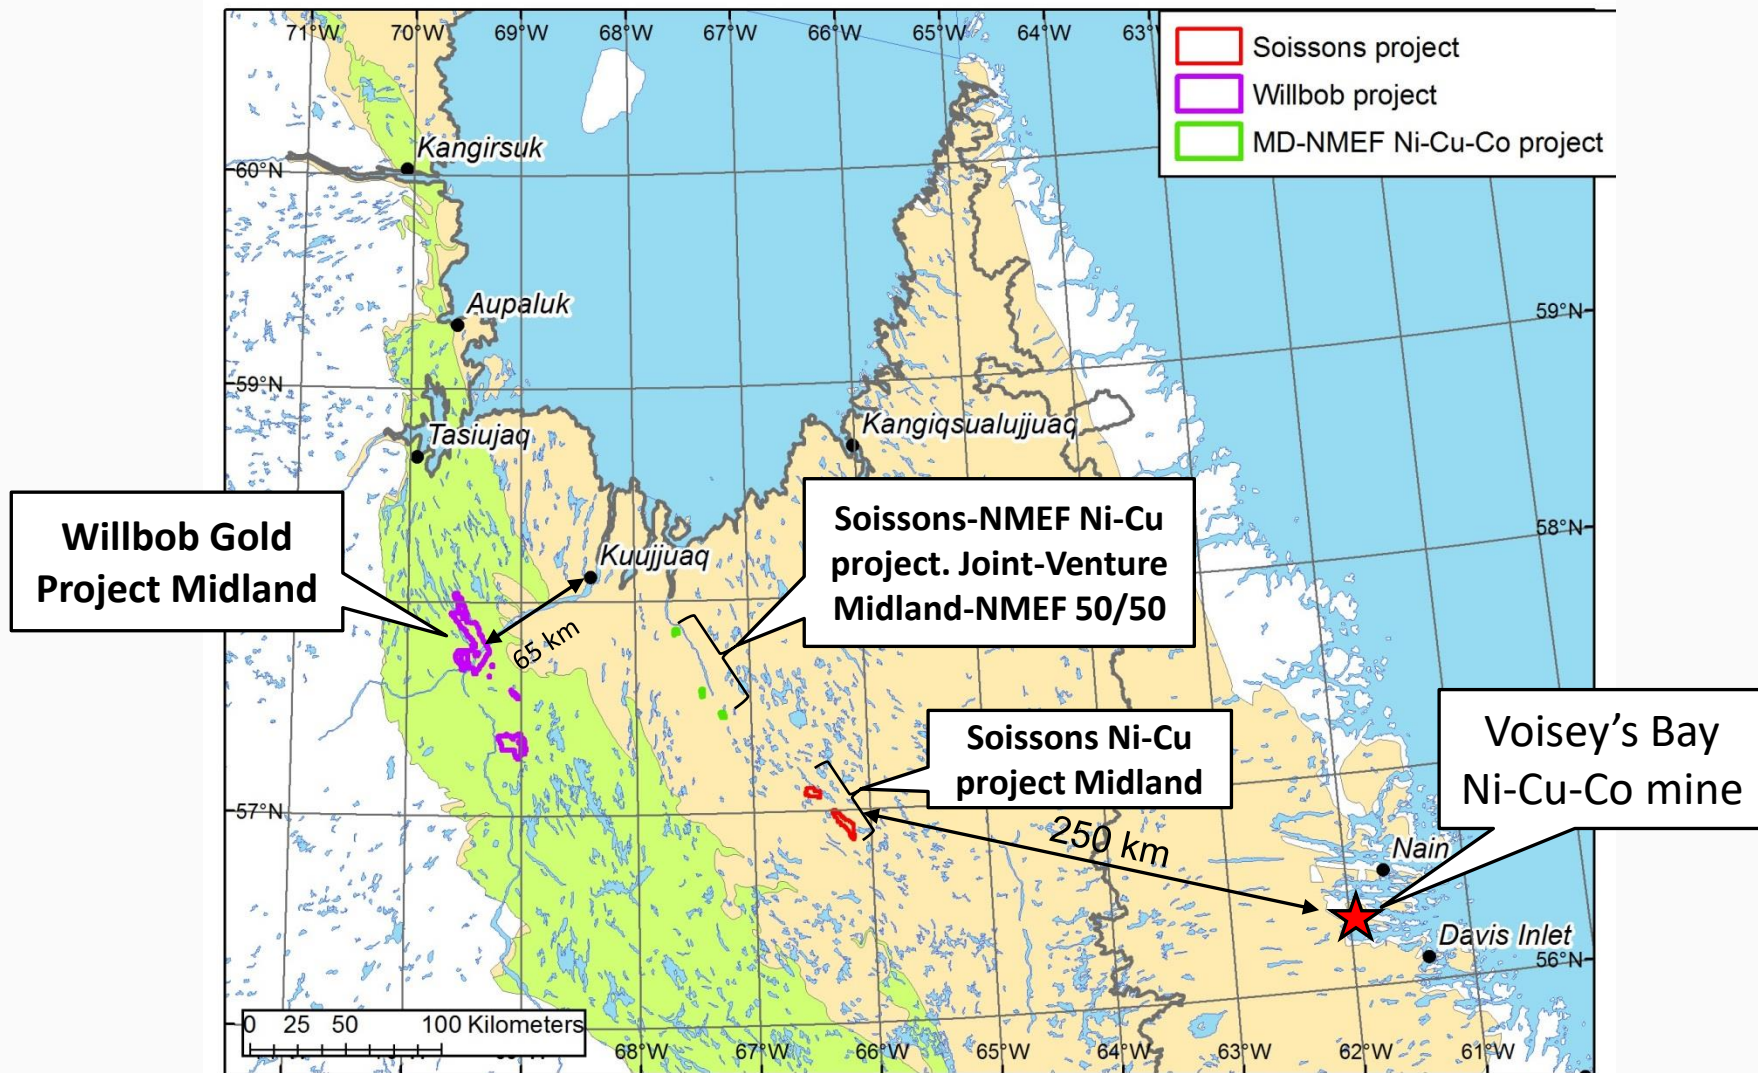 71°W 70°W 69°W 68°W 67°W 66°W 65°W 64°W 63°W
Soissons project
Willbob project
MD-NMEF Ni-Cu-Co project
Kangirsuk
60°N
Aupaluk
59°N
59°N
Tasiujaq
Kangiqsualujjuaq
Willbob Gold
Project Midland
Soissons-NMEF Ni-Cu
project. Joint-Venture
Midland-NMEF 50/50
58°N
Kuujjuaq
65 km
Soissons Ni-Cu
project Midland
Voisey's Bay
Ni-Cu-Co mine
57°N
250 km
Nain
Davis Inlet
56°N
0 25 50 100 Kilometers
68°W 67°W 66°W 65°W 64°W 63°W 62°W 61°W